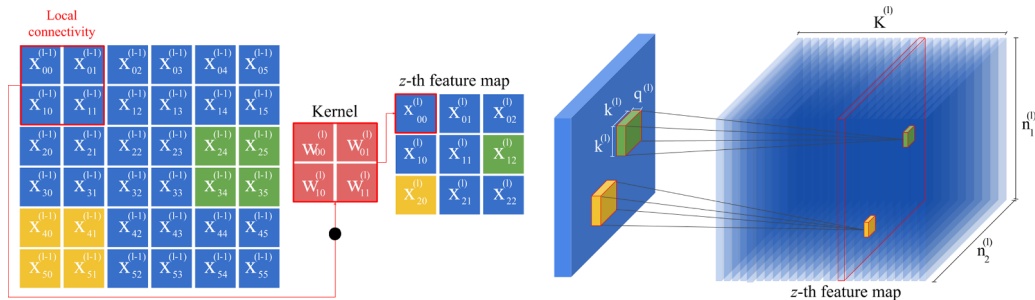 Local
connectivity
X00^(l-1) X01^(l-1) X02^(l-1) X03^(l-1) X04^(l-1) X05^(l-1)
X10^(l-1) X11^(l-1) X12^(l-1) X13^(l-1) X14^(l-1) X15^(l-1)
X20^(l-1) X21^(l-1) X22^(l-1) X23^(l-1) X24^(l-1) X25^(l-1)
X30^(l-1) X31^(l-1) X32^(l-1) X33^(l-1) X34^(l-1) X35^(l-1)
X40^(l-1) X41^(l-1) X42^(l-1) X43^(l-1) X44^(l-1) X45^(l-1)
X50^(l-1) X51^(l-1) X52^(l-1) X53^(l-1) X54^(l-1) X55^(l-1)
Kernel
W00^(l) W01^(l)
W10^(l) W11^(l)
z-th feature map
X00^(l) X01^(l) X02^(l)
X10^(l) X11^(l) X12^(l)
X20^(l) X21^(l) X22^(l)
k^(l) q^(l)
k^(l)
K^(l)
n1^(l)
n2^(l)
z-th feature map